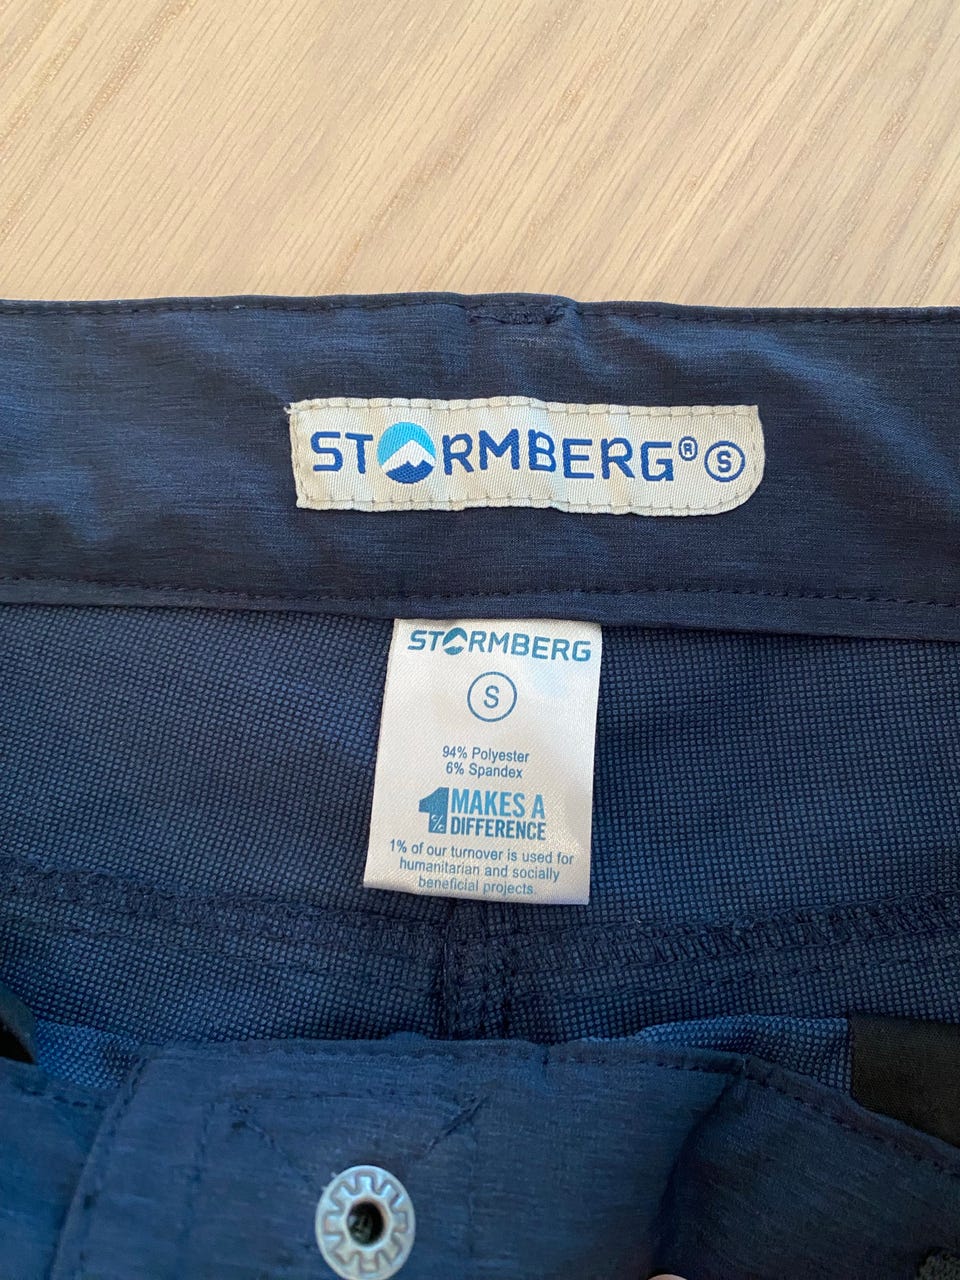 STORMBERG® S
STORMBERG
S
94% Polyester
6% Spandex
1% MAKES A
DIFFERENCE
1% of our turnover is used for
humanitarian and socially
beneficial projects.